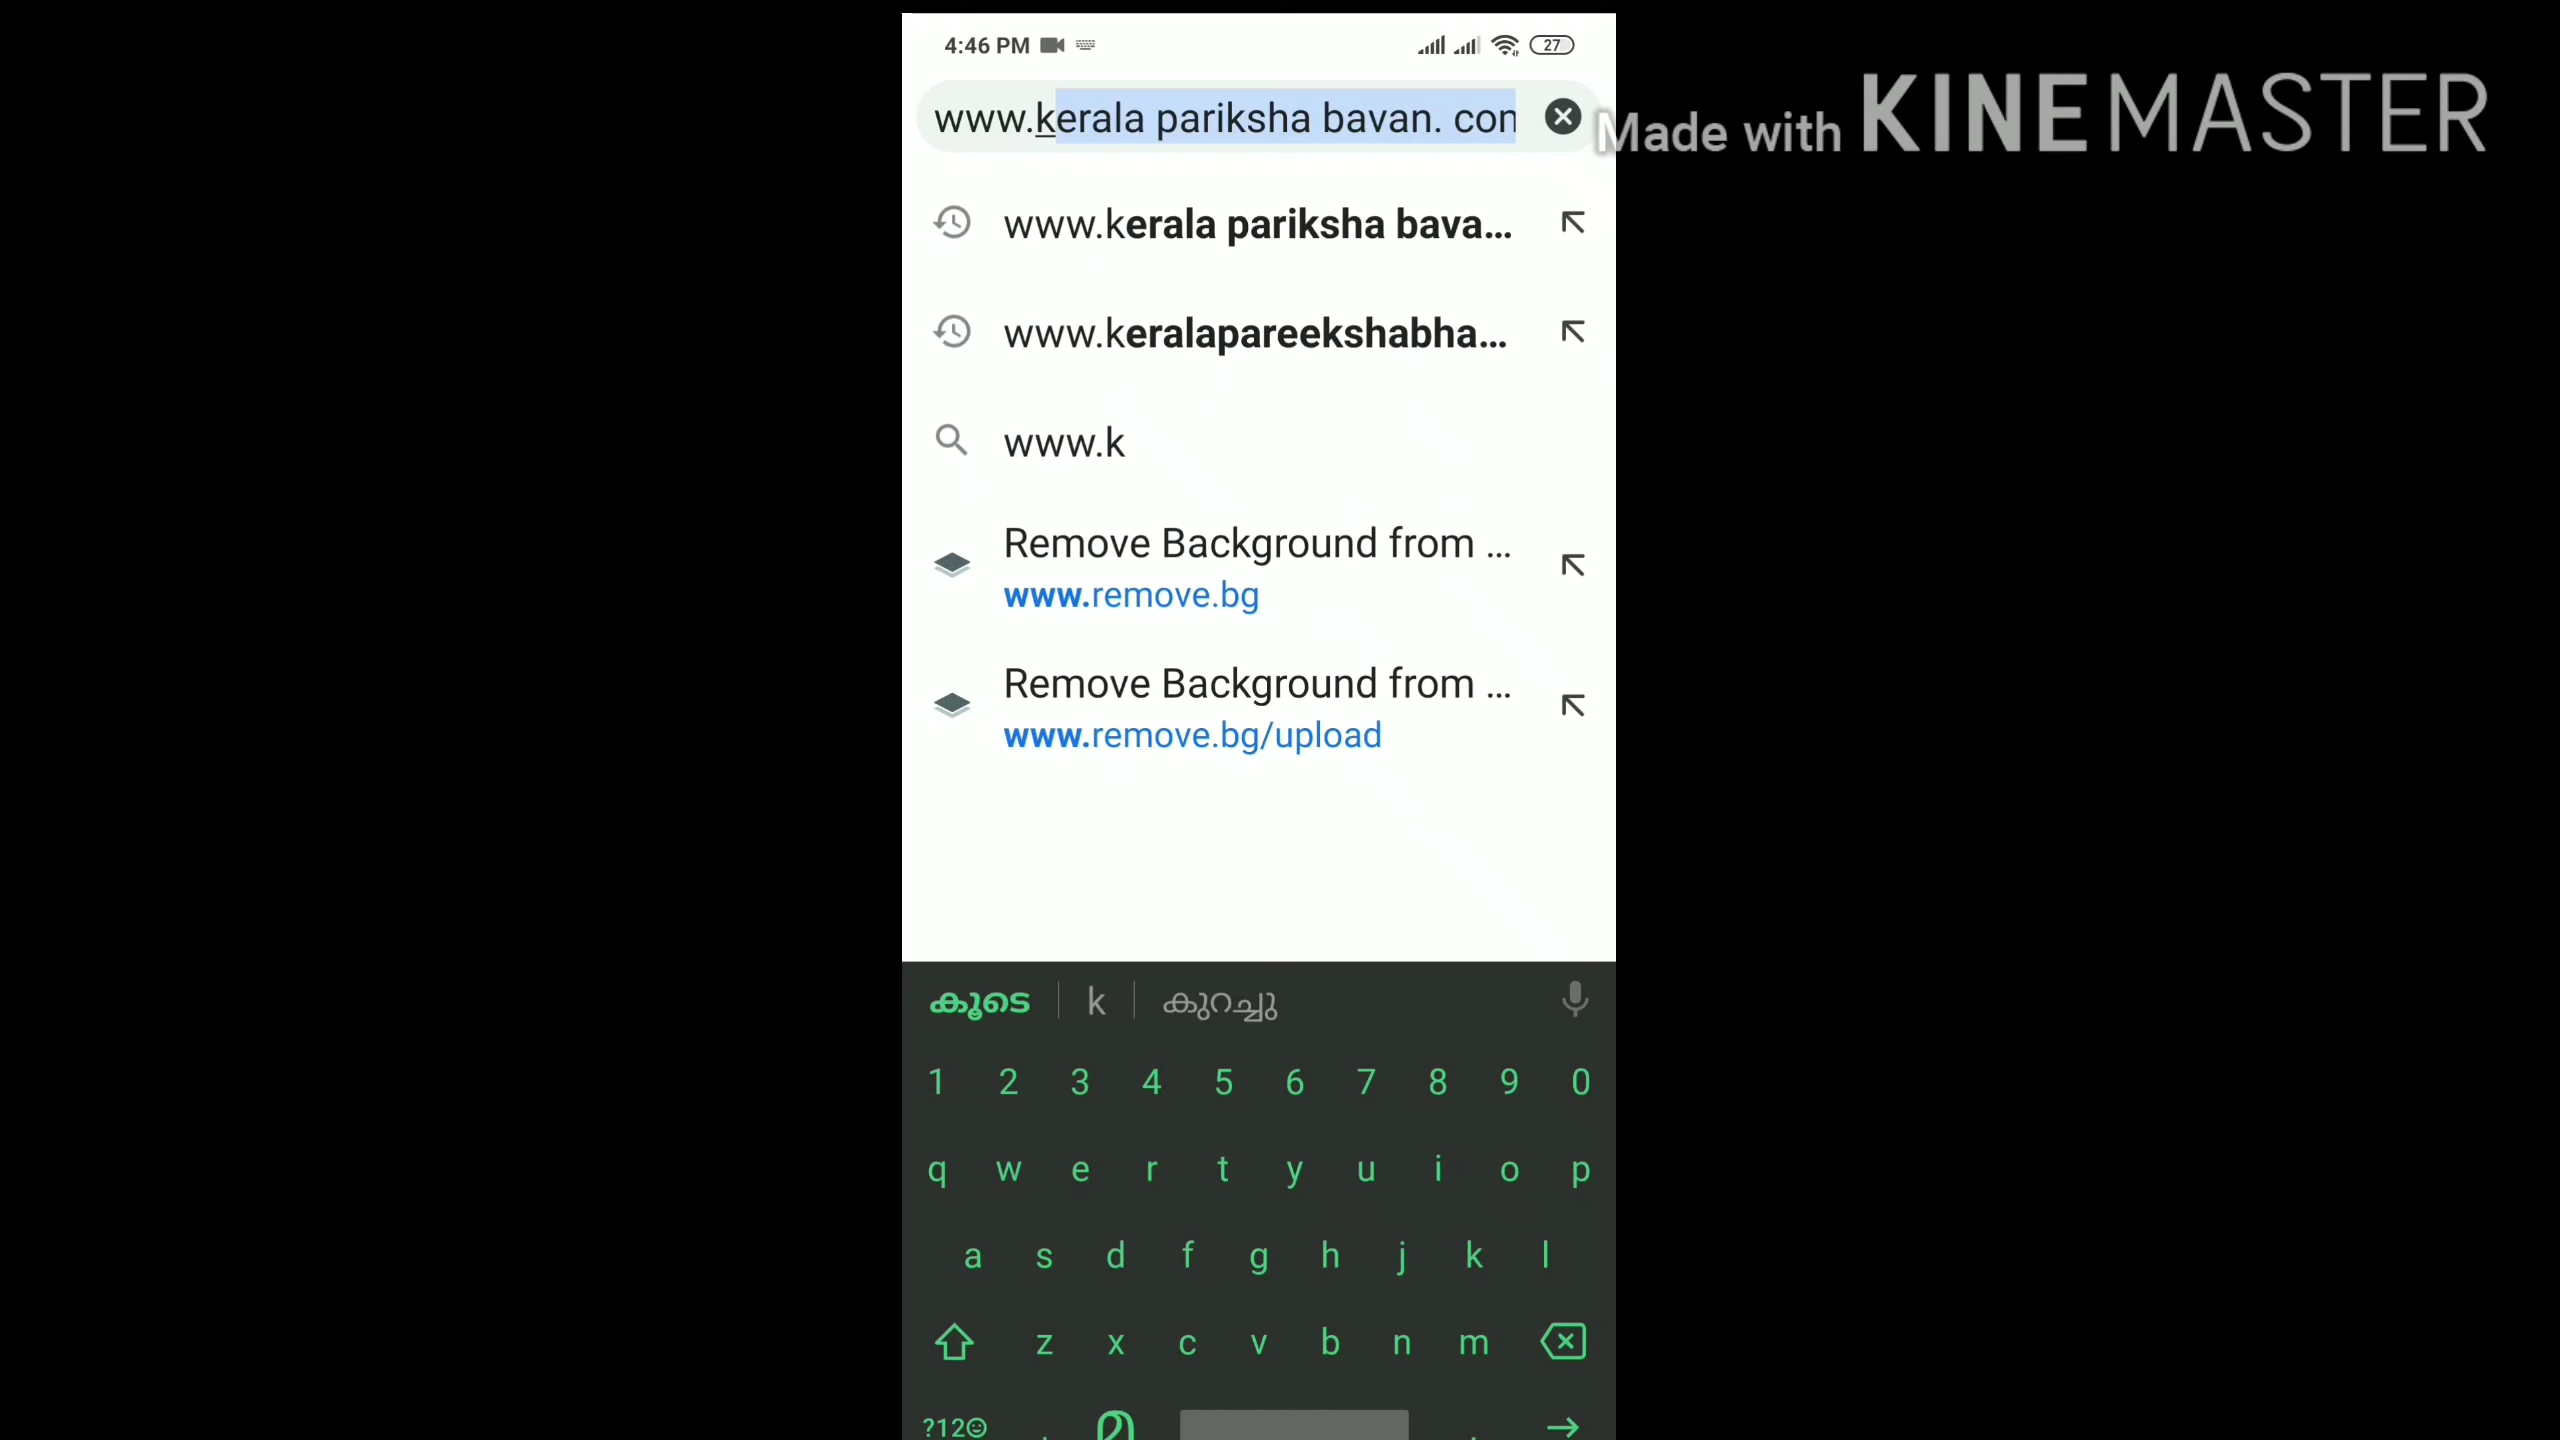 4:46 PM 27
www.kerala pariksha bavan. con
Made with KINEMASTER
www.kerala pariksha bava...
www.keralapareekshabha...
www.k
Remove Background from ...
www.remove.bg
Remove Background from ...
www.remove.bg/upload
കൂടെ k കുറച്ചു
1 2 3 4 5 6 7 8 9 0
q w e r t y u i o p
a s d f g h j k l
z x c v b n m
?12☺ , മ .